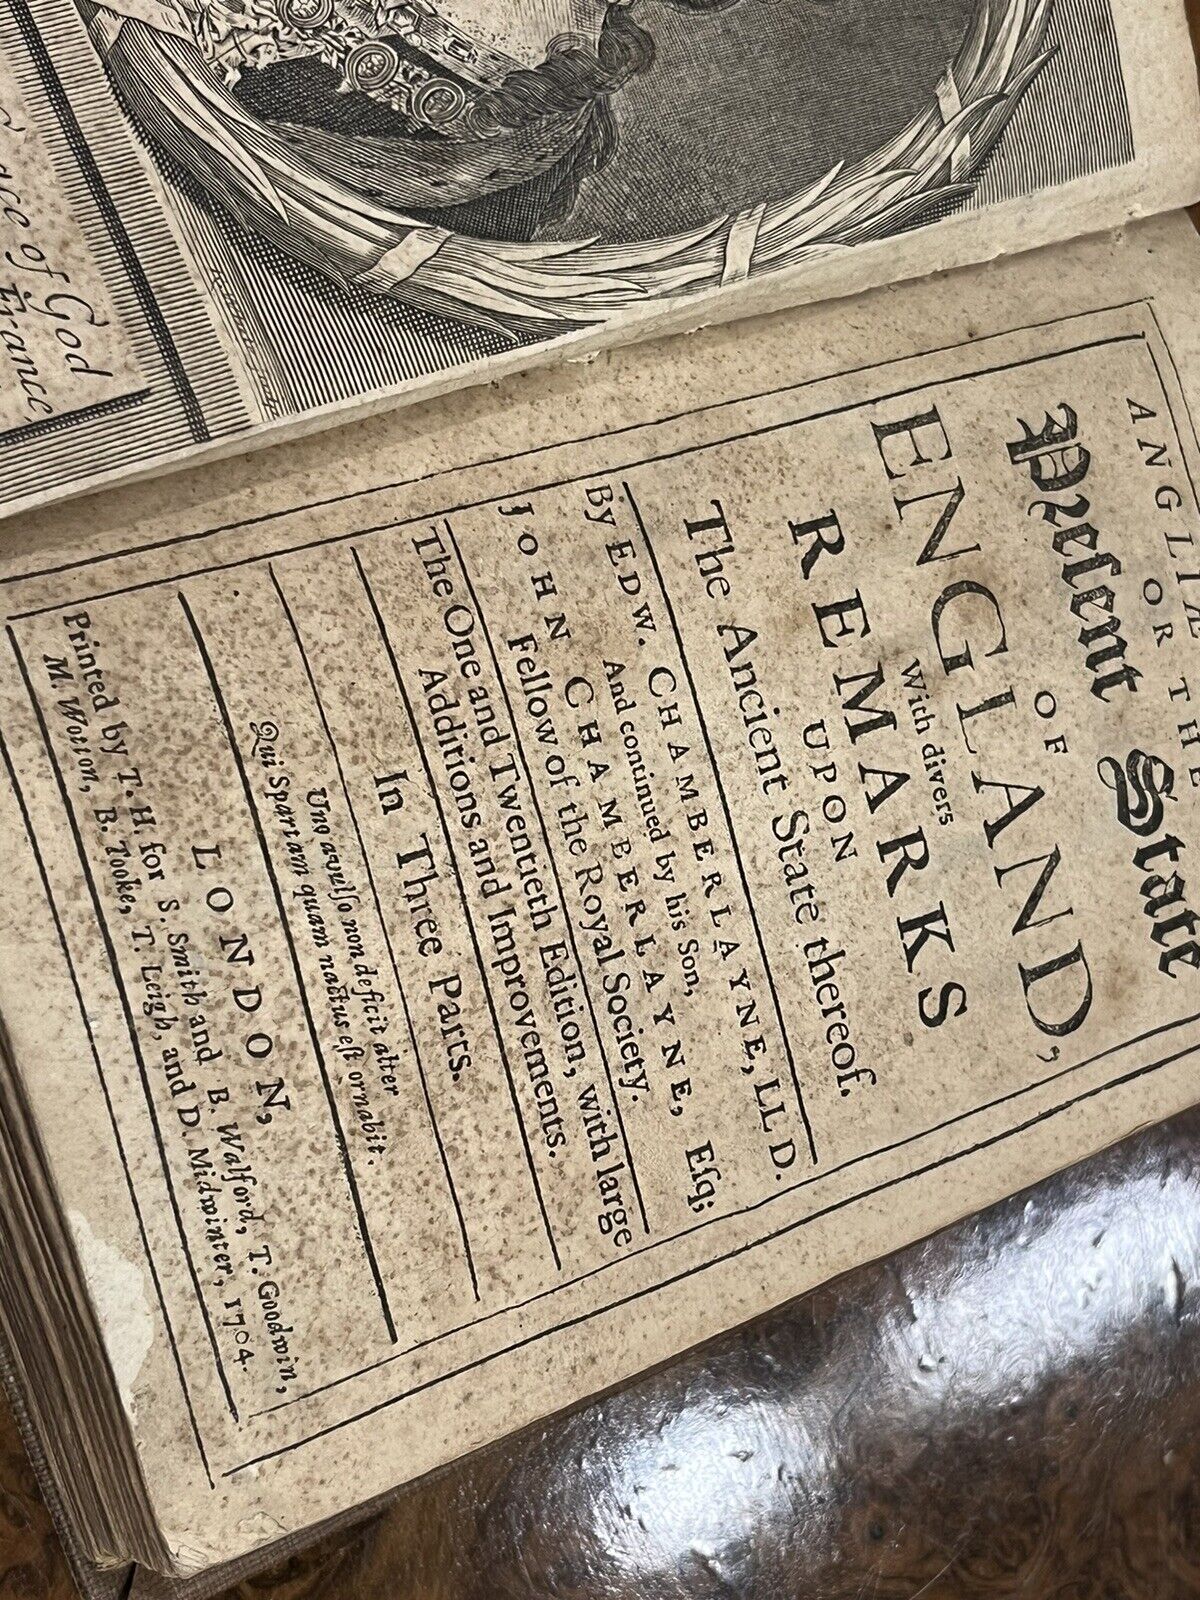 ace of God
France,
ANGLIÆ
OR THE
Preſent State
OF
ENGLAND,
With divers
REMARKS
UPON
The Ancient State thereof.
By EDW. CHAMBERLAYNE, LL D.
And continued by his Son,
JOHN CHAMBERLAYNE, Eſq;
Fellow of the Royal Society.
The One and Twentieth Edition, with large
Additions and Improvements.
In Three Parts.
Uno avulſo non deficit alter
Qui Spartam quam nactus eſt ornabit.
LONDON,
Printed by T. H. for S. Smith and B. Walford, T. Goodwin,
M. Wotton, B. Tooke, T. Leigh, and D. Midwinter, 1704.